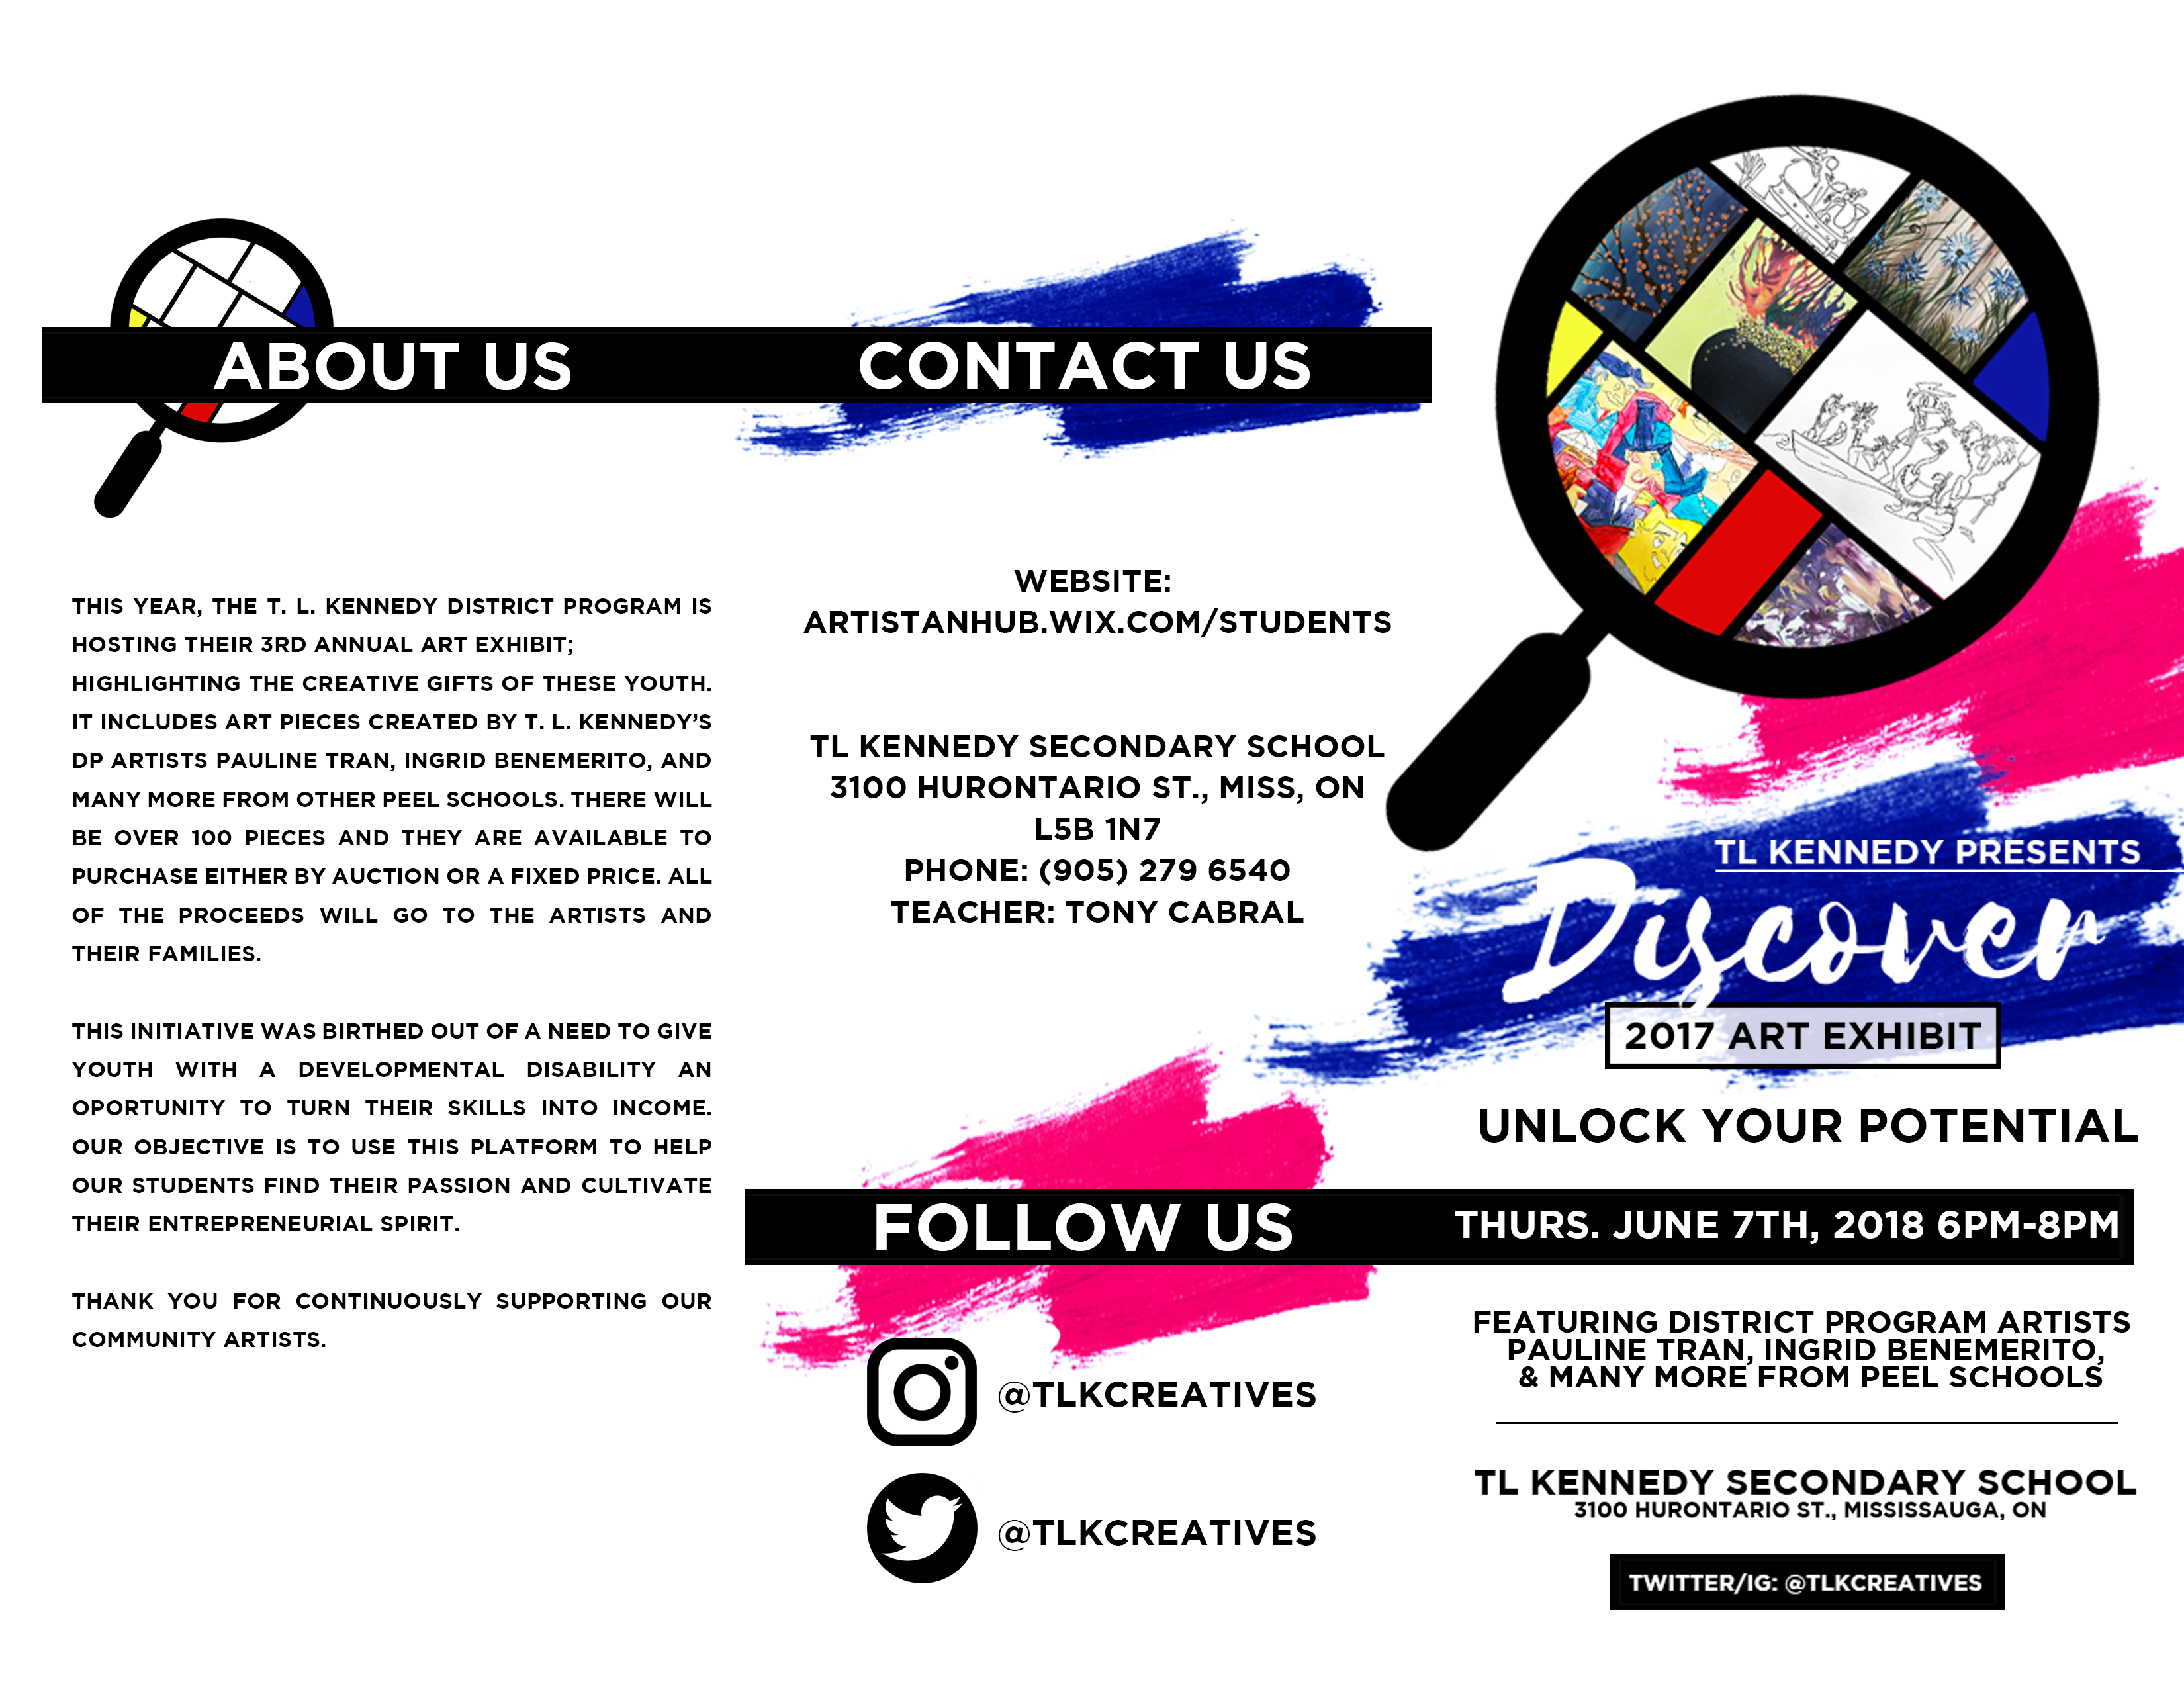 ABOUT US
THIS YEAR, THE T. L. KENNEDY DISTRICT PROGRAM IS
HOSTING THEIR 3RD ANNUAL ART EXHIBIT;
HIGHLIGHTING THE CREATIVE GIFTS OF THESE YOUTH.
IT INCLUDES ART PIECES CREATED BY T. L. KENNEDY’S
DP ARTISTS PAULINE TRAN, INGRID BENEMERITO, AND
MANY MORE FROM OTHER PEEL SCHOOLS. THERE WILL
BE OVER 100 PIECES AND THEY ARE AVAILABLE TO
PURCHASE EITHER BY AUCTION OR A FIXED PRICE. ALL
OF THE PROCEEDS WILL GO TO THE ARTISTS AND
THEIR FAMILIES.
THIS INITIATIVE WAS BIRTHED OUT OF A NEED TO GIVE
YOUTH WITH A DEVELOPMENTAL DISABILITY AN
OPORTUNITY TO TURN THEIR SKILLS INTO INCOME.
OUR OBJECTIVE IS TO USE THIS PLATFORM TO HELP
OUR STUDENTS FIND THEIR PASSION AND CULTIVATE
THEIR ENTREPRENEURIAL SPIRIT.
THANK YOU FOR CONTINUOUSLY SUPPORTING OUR
COMMUNITY ARTISTS.
CONTACT US
WEBSITE:
ARTISTANHUB.WIX.COM/STUDENTS
TL KENNEDY SECONDARY SCHOOL
3100 HURONTARIO ST., MISS, ON
L5B 1N7
PHONE: (905) 279 6540
TEACHER: TONY CABRAL
FOLLOW US
@TLKCREATIVES
@TLKCREATIVES
TL KENNEDY PRESENTS
Discover
2017 ART EXHIBIT
UNLOCK YOUR POTENTIAL
THURS. JUNE 7TH, 2018 6PM-8PM
FEATURING DISTRICT PROGRAM ARTISTS
PAULINE TRAN, INGRID BENEMERITO,
& MANY MORE FROM PEEL SCHOOLS
TL KENNEDY SECONDARY SCHOOL
3100 HURONTARIO ST., MISSISSAUGA, ON
TWITTER/IG: @TLKCREATIVES